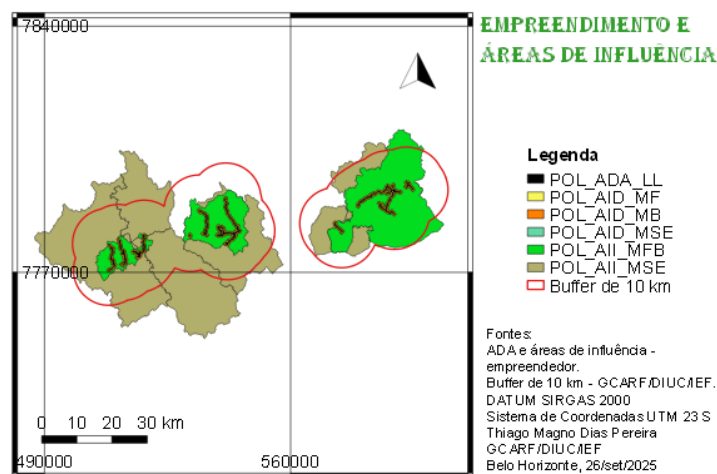 EMPREENDIMENTO E
ÁREAS DE INFLUÊNCIA
7840000
7770000
490000
560000
0 10 20 30 km
Legenda
POL_ADA_LL
POL_AID_MF
POL_AID_MB
POL_AID_MSE
POL_AII_MFB
POL_AII_MSE
Buffer de 10 km
Fontes:
ADA e áreas de influência -
empreendedor.
Buffer de 10 km - GCARF/DIUC/IEF.
DATUM SIRGAS 2000
Sistema de Coordenadas UTM 23 S
Thiago Magno Dias Pereira
GCARF/DIUC/IEF
Belo Horizonte, 26/set/2025